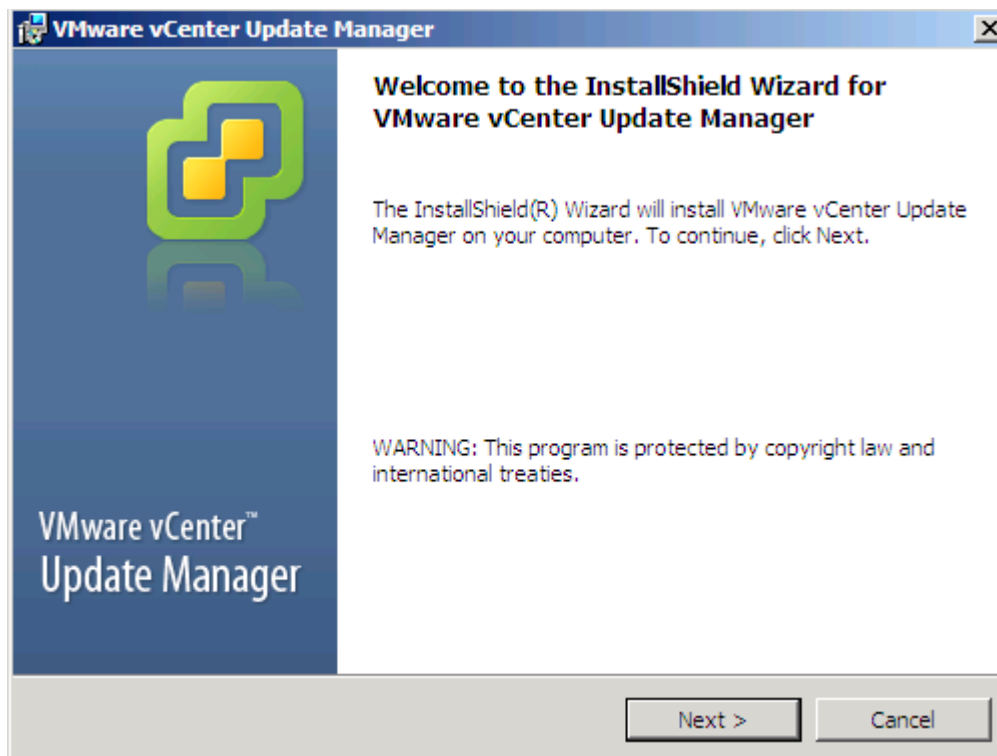 VMware vCenter Update Manager
Welcome to the InstallShield Wizard for
VMware vCenter Update Manager
The InstallShield(R) Wizard will install VMware vCenter Update
Manager on your computer. To continue, click Next.
WARNING: This program is protected by copyright law and
international treaties.
VMware vCenter™
Update Manager
Next >
Cancel